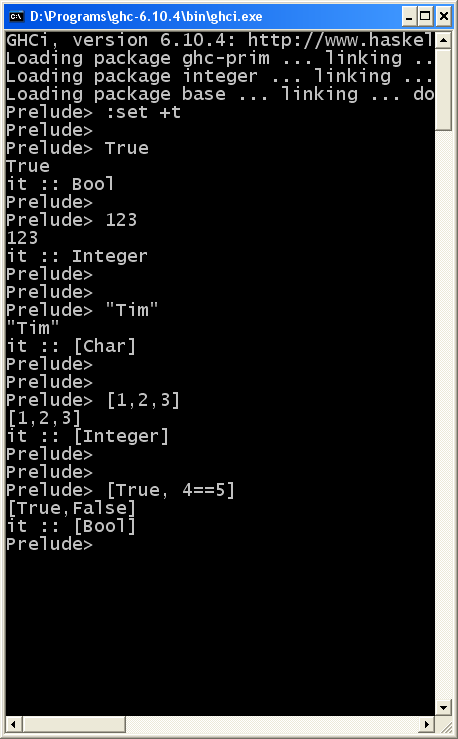 D:\Programs\ghc-6.10.4\bin\ghci.exe
GHCi, version 6.10.4: http://www.haskel
Loading package ghc-prim ... linking ..
Loading package integer ... linking ...
Loading package base ... linking ... do
Prelude> :set +t
Prelude>
Prelude> True
True
it :: Bool
Prelude>
Prelude> 123
123
it :: Integer
Prelude>
Prelude>
Prelude> "Tim"
"Tim"
it :: [Char]
Prelude>
Prelude>
Prelude> [1,2,3]
[1,2,3]
it :: [Integer]
Prelude>
Prelude>
Prelude> [True, 4==5]
[True,False]
it :: [Bool]
Prelude>